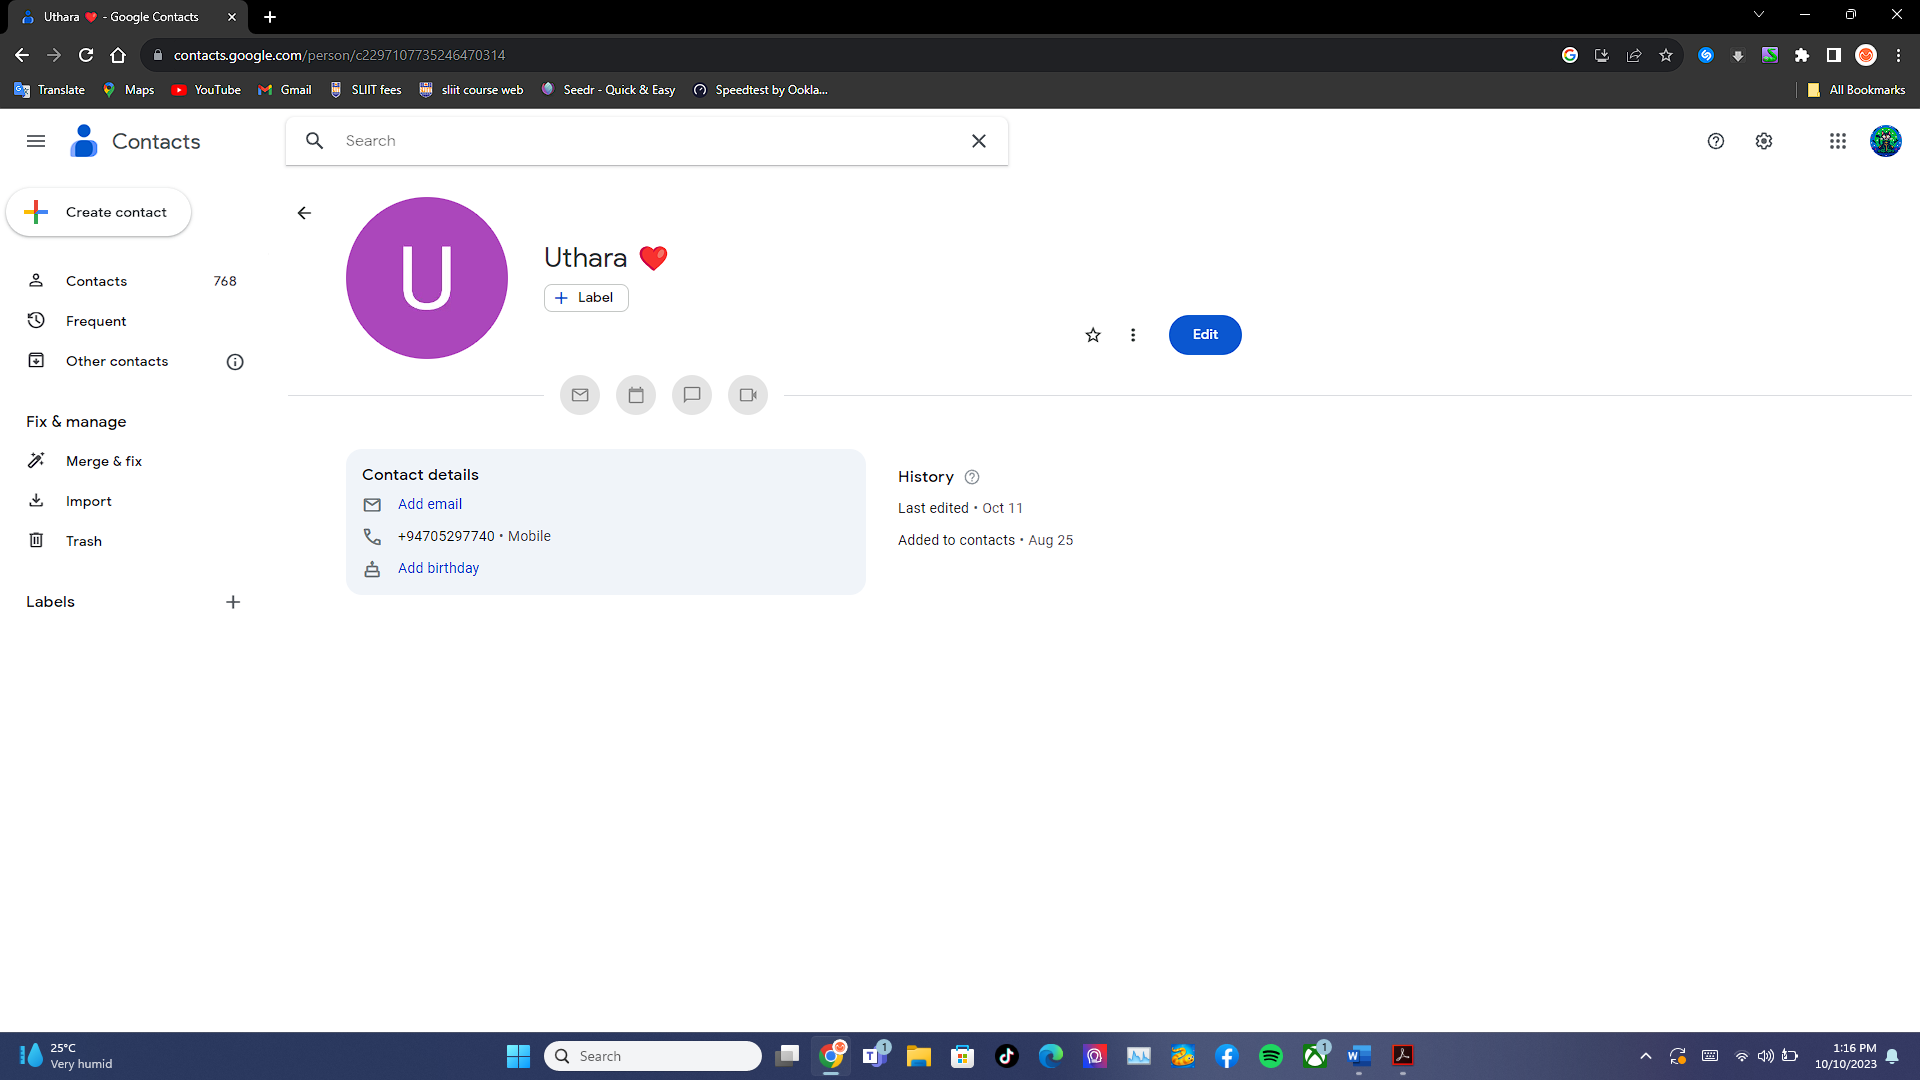 Uthara ❤️ - Google Contacts
contacts.google.com/person/c2297107735246470314
Translate
Maps
YouTube
Gmail
SLIIT fees
sliit course web
Seedr - Quick & Easy
Speedtest by Ookla...
All Bookmarks
Contacts
Search
Create contact
U
Uthara ❤️
Label
Edit
Contacts 768
Frequent
Other contacts
Fix & manage
Merge & fix
Import
Trash
Labels
Contact details
Add email
+94705297740 • Mobile
Add birthday
History
Last edited • Oct 11
Added to contacts • Aug 25
25°C
Very humid
Search
1
1
1:16 PM
10/10/2023